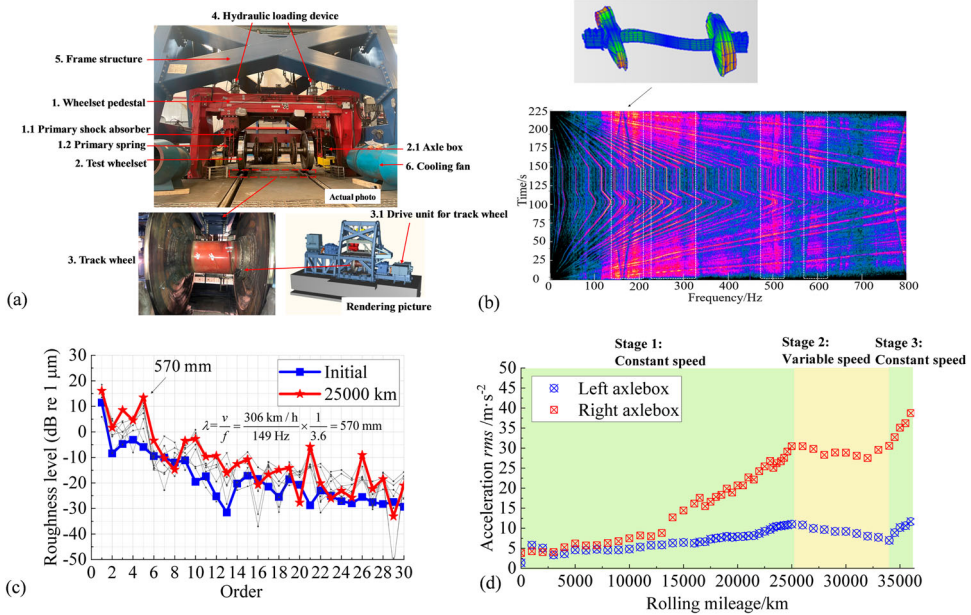 4. Hydraulic loading device
5. Frame structure
1. Wheelset pedestal
1.1 Primary shock absorber
1.2 Primary spring
2. Test wheelset
2.1 Axle box
6. Cooling fan
Actual photo
3.1 Drive unit for track wheel
3. Track wheel
Rendering picture
(a)
225
200
175
150
125
100
75
50
25
0
Time/s
0
100
200
300
400
500
600
700
800
Frequency/Hz
(b)
30
20
10
0
-10
-20
-30
-40
-50
Roughness level (dB re 1 μm)
570 mm
Initial
25000 km
λ = v/f = 306 km/h / 149 Hz × 1/3.6 = 570 mm
0 2 4 6 8 10 12 14 16 18 20 22 24 26 28 30
Order
(c)
Stage 1:
Constant speed
Stage 2:
Variable speed
Stage 3:
Constant speed
50
45
40
35
30
25
20
15
10
5
0
Acceleration rms /m·s-2
Left axlebox
Right axlebox
0 5000 10000 15000 20000 25000 30000 35000
Rolling mileage/km
(d)